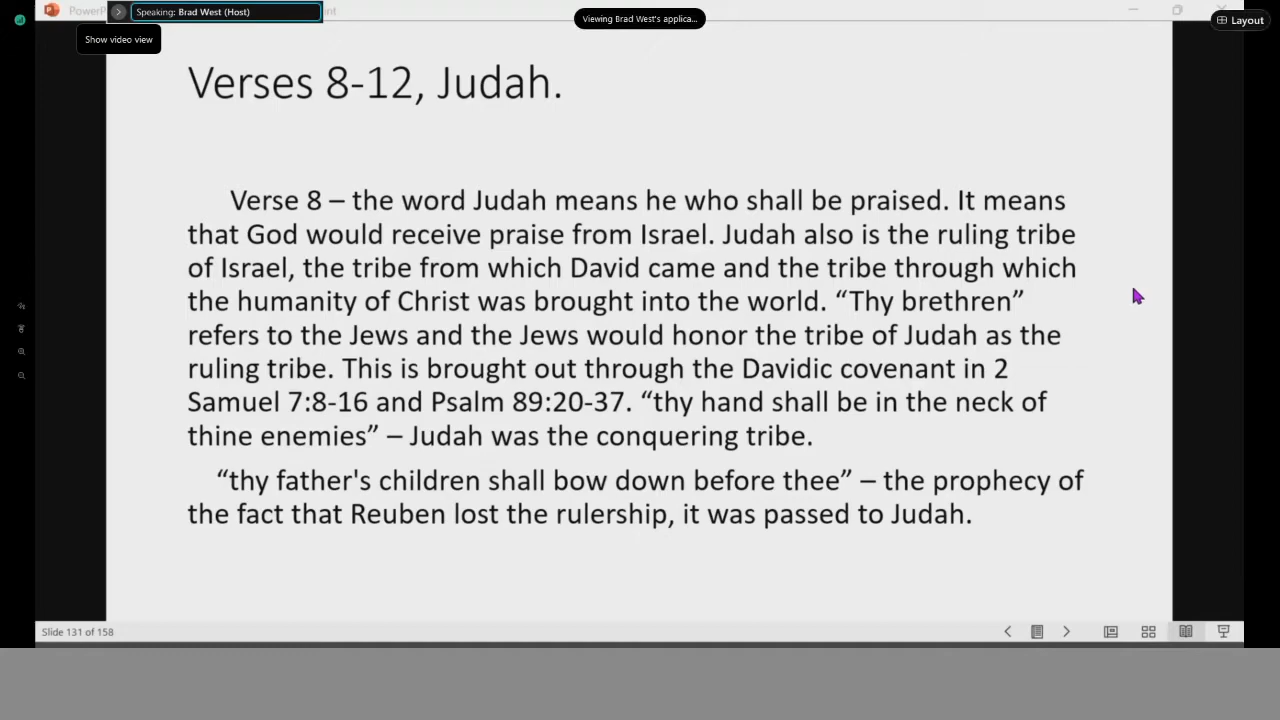 Speaking: Brad West (Host)
Viewing Brad West's applica...
Layout
Show video view
Verses 8-12, Judah.
Verse 8 – the word Judah means he who shall be praised. It means
that God would receive praise from Israel. Judah also is the ruling tribe
of Israel, the tribe from which David came and the tribe through which
the humanity of Christ was brought into the world. “Thy brethren”
refers to the Jews and the Jews would honor the tribe of Judah as the
ruling tribe. This is brought out through the Davidic covenant in 2
Samuel 7:8-16 and Psalm 89:20-37. “thy hand shall be in the neck of
thine enemies” – Judah was the conquering tribe.
“thy father's children shall bow down before thee” – the prophecy of
the fact that Reuben lost the rulership, it was passed to Judah.
Slide 131 of 158